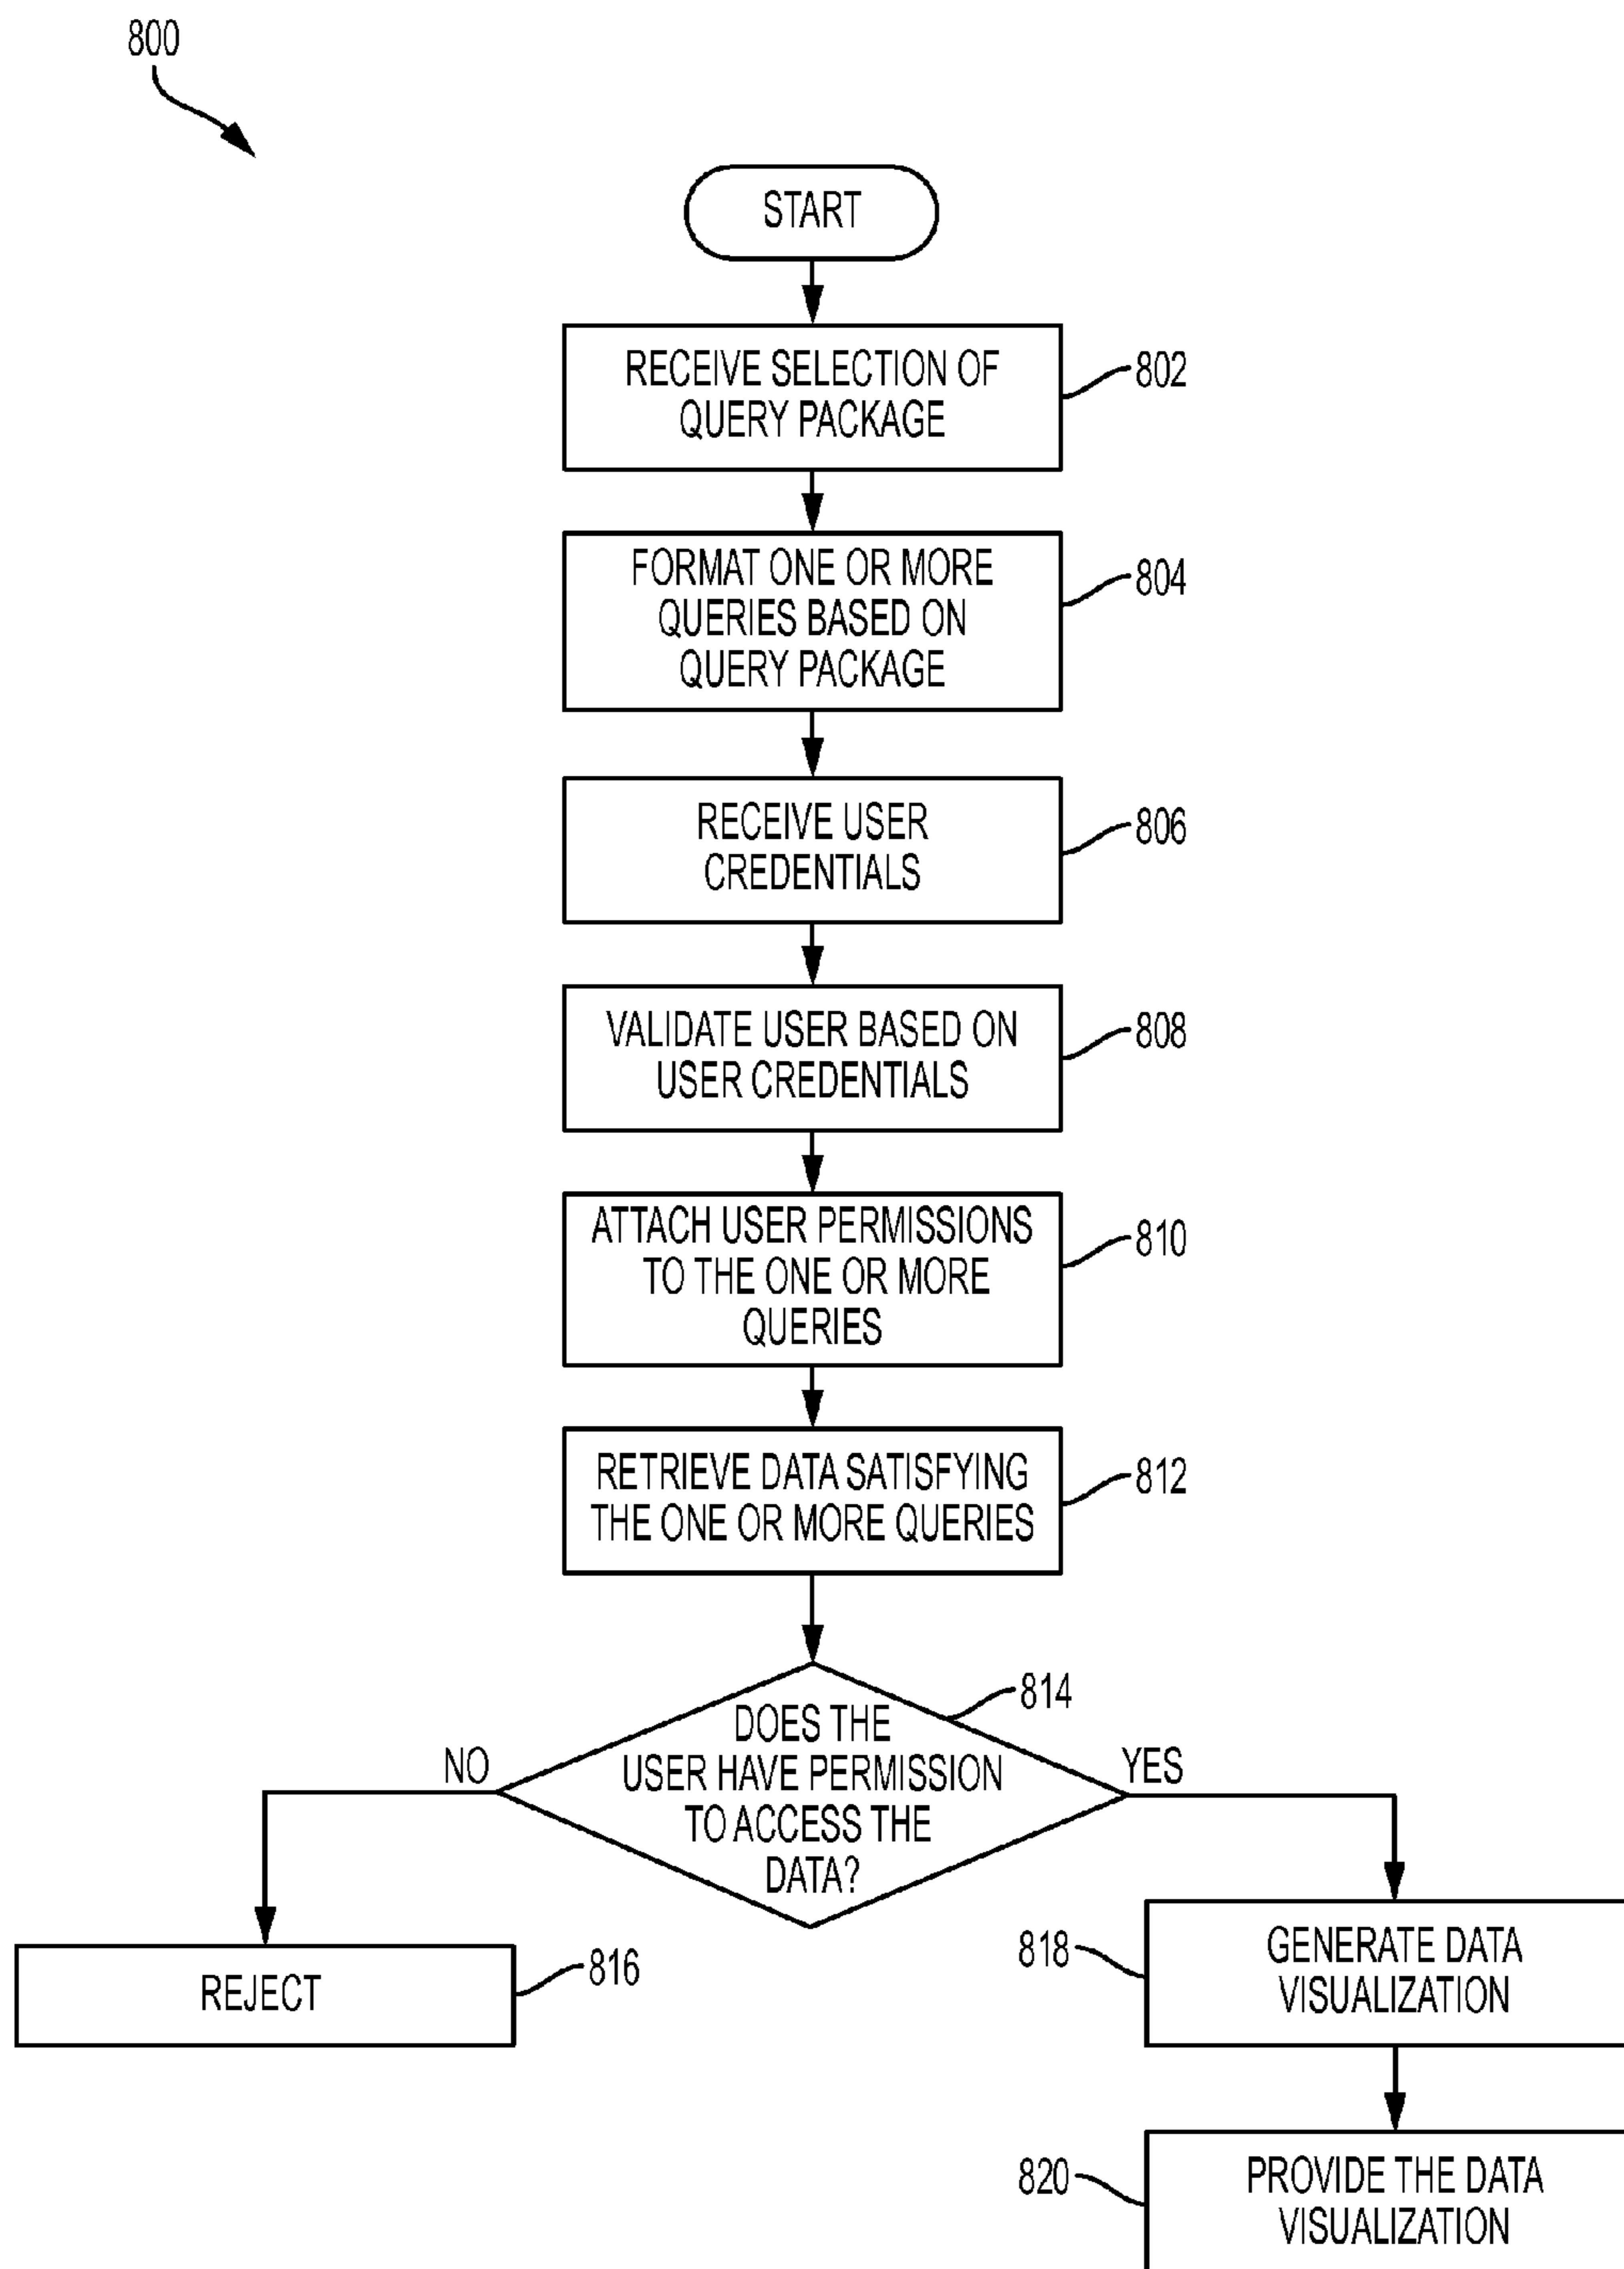 800
START
RECEIVE SELECTION OF
QUERY PACKAGE
802
FORMAT ONE OR MORE
QUERIES BASED ON
QUERY PACKAGE
804
RECEIVE USER
CREDENTIALS
806
VALIDATE USER BASED ON
USER CREDENTIALS
808
ATTACH USER PERMISSIONS
TO THE ONE OR MORE
QUERIES
810
RETRIEVE DATA SATISFYING
THE ONE OR MORE QUERIES
812
DOES THE
USER HAVE PERMISSION
TO ACCESS THE
DATA?
814
NO
YES
REJECT
816
818
GENERATE DATA
VISUALIZATION
820
PROVIDE THE DATA
VISUALIZATION